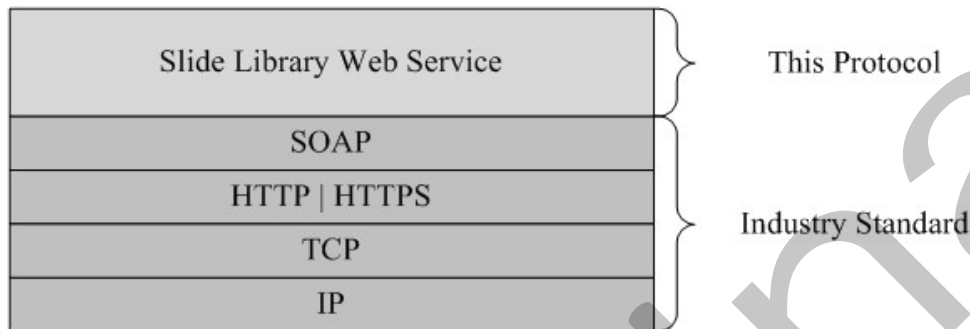 Slide Library Web Service
This Protocol
SOAP
HTTP | HTTPS
Industry Standard
TCP
IP